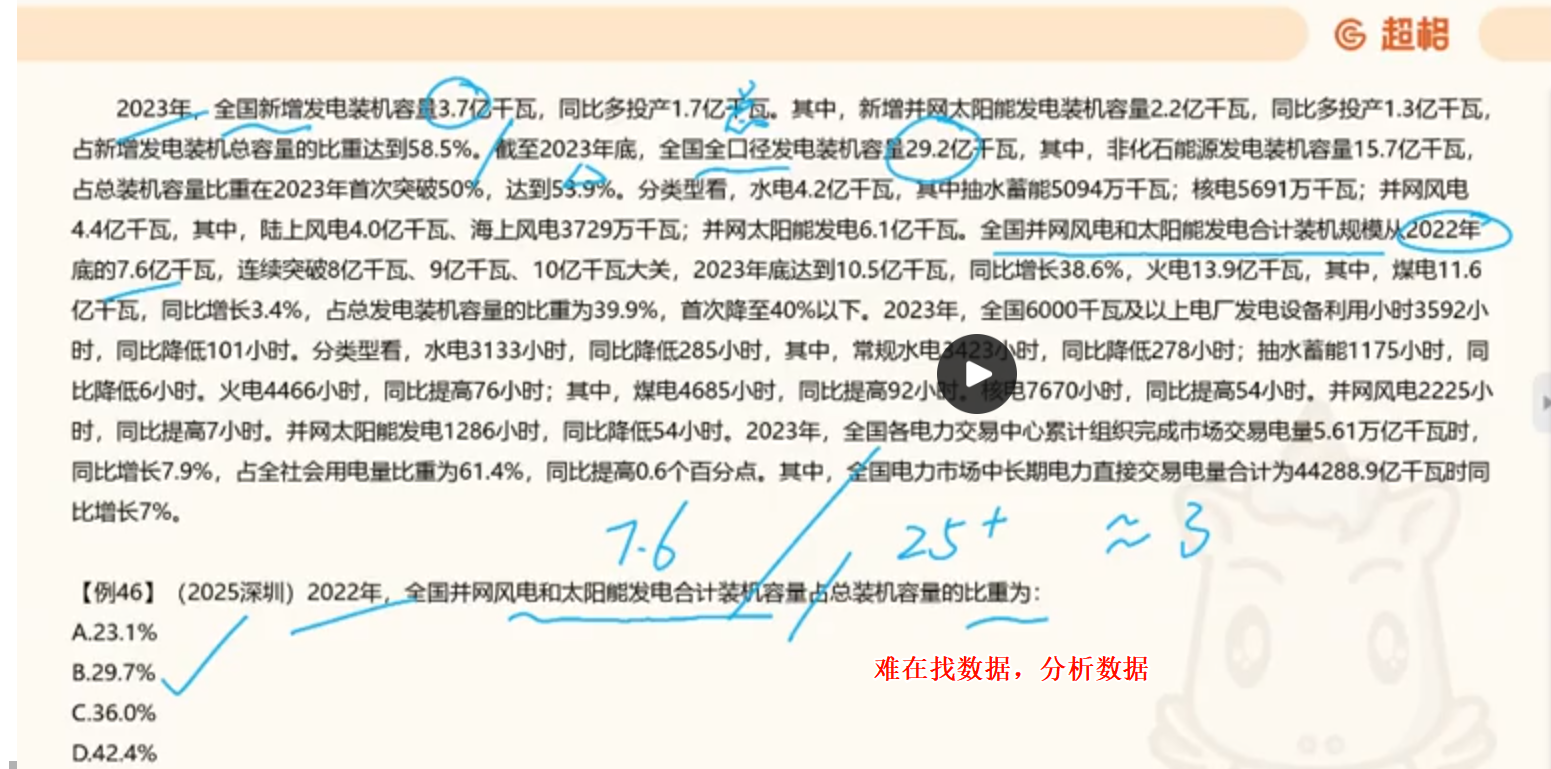 超格
2023年，全国新增发电装机容量3.7亿千瓦，同比多投产1.7亿千瓦。其中，新增并网太阳能发电装机容量2.2亿千瓦，同比多投产1.3亿千瓦，
占新增发电装机总容量的比重达到58.5%。截至2023年底，全国全口径发电装机容量29.2亿千瓦，其中，非化石能源发电装机容量15.7亿千瓦，
占总装机容量比重在2023年首次突破50%，达到53.9%。分类型看，水电4.2亿千瓦，其中抽水蓄能5094万千瓦；核电5691万千瓦；并网风电
4.4亿千瓦，其中，陆上风电4.0亿千瓦、海上风电3729万千瓦；并网太阳能发电6.1亿千瓦。全国并网风电和太阳能发电合计装机规模从2022年
底的7.6亿千瓦，连续突破8亿千瓦、9亿千瓦、10亿千瓦大关，2023年底达到10.5亿千瓦，同比增长38.6%，火电13.9亿千瓦，其中，煤电11.6
亿千瓦，同比增长3.4%，占总发电装机容量的比重为39.9%，首次降至40%以下。2023年，全国6000千瓦及以上电厂发电设备利用小时3592小
时，同比降低101小时。分类型看，水电3133小时，同比降低285小时，其中，常规水电3423小时，同比降低278小时；抽水蓄能1175小时，同
比降低6小时。火电4466小时，同比提高76小时；其中，煤电4685小时，同比提高92小时。核电7670小时，同比提高54小时。并网风电2225小
时，同比提高7小时。并网太阳能发电1286小时，同比降低54小时。2023年，全国各电力交易中心累计组织完成市场交易电量5.61万亿千瓦时，
同比增长7.9%，占全社会用电量比重为61.4%，同比提高0.6个百分点。其中，全国电力市场中长期电力直接交易电量合计为44288.9亿千瓦时同
比增长7%。
7.6 25+ ≈3
【例46】（2025深圳）2022年，全国并网风电和太阳能发电合计装机容量占总装机容量的比重为：
A.23.1%
B.29.7%
难在找数据，分析数据
C.36.0%
D.42.4%